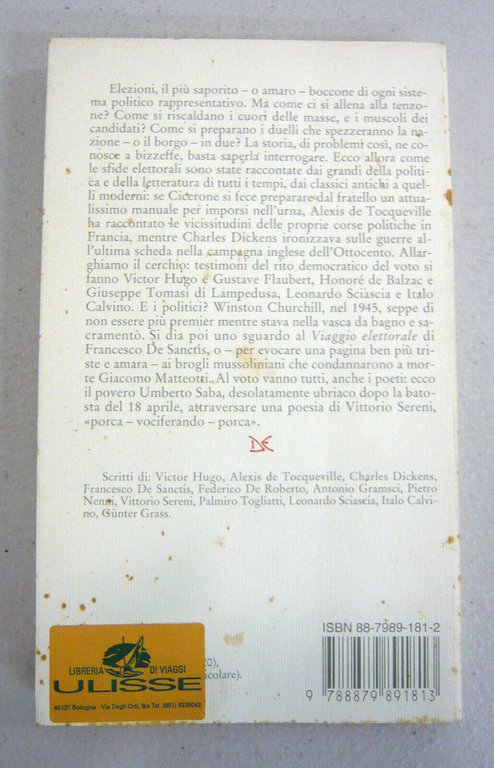 Elezioni, il più saporito – o amaro – boccone di ogni siste-
ma politico rappresentativo. Ma come ci si allena alla tenzo-
ne? Come si riscaldano i cuori delle masse, e i muscoli dei
candidati? Come si preparano i duelli che spezzeranno la na-
zione – o il borgo – in due? La storia, di problemi così, ne co-
nosce a bizzeffe, basta saperla interrogare. Ecco allora come
le sfide elettorali sono state raccontate dai grandi della politi-
ca e della letteratura di tutti i tempi, dai classici antichi a quel-
li moderni: se Cicerone si fece preparare dal fratello un attua-
lissimo manuale per imporsi nell'urna, Alexis de Tocqueville
ha raccontato le vicissitudini delle proprie corse politiche in
Francia, mentre Charles Dickens ironizzava sulle guerre al-
l'ultima scheda nella campagna inglese dell'Ottocento. Allar-
ghiamo il cerchio: testimoni del rito democratico del voto si
fanno Victor Hugo e Gustave Flaubert, Honoré de Balzac e
Giuseppe Tomasi di Lampedusa, Leonardo Sciascia e Italo
Calvino. E i politici? Winston Churchill, nel 1945, seppe di
non essere più premier mentre stava nella vasca da bagno e sa-
cramentò. Si dia poi uno sguardo al Viaggio elettorale di
Francesco De Sanctis, o – per evocare una pagina ben più tri-
ste e amara – ai brogli mussoliniani che condannarono a mor-
te Giacomo Matteotti. Al voto vanno tutti, anche i poeti: ecco
il povero Umberto Saba, desolatamente ubriaco dopo la bato-
sta del 18 aprile, attraversare una poesia di Vittorio Sereni,
«porca – vociferando – porca».
DE
Scritti di: Victor Hugo, Alexis de Tocqueville, Charles Dickens,
Francesco De Sanctis, Federico De Roberto, Antonio Gramsci, Pietro
Nenni, Vittorio Sereni, Palmiro Togliatti, Leonardo Sciascia, Italo Calvi-
no, Günter Grass.
ISBN 88-7989-181-2
LIBRERIA DI VIAGGI
ULISSE
40137 Bologna - Via Degli Orti, 8/a Tel. (051) 6235042
20),
icolare).
9 788879 891813